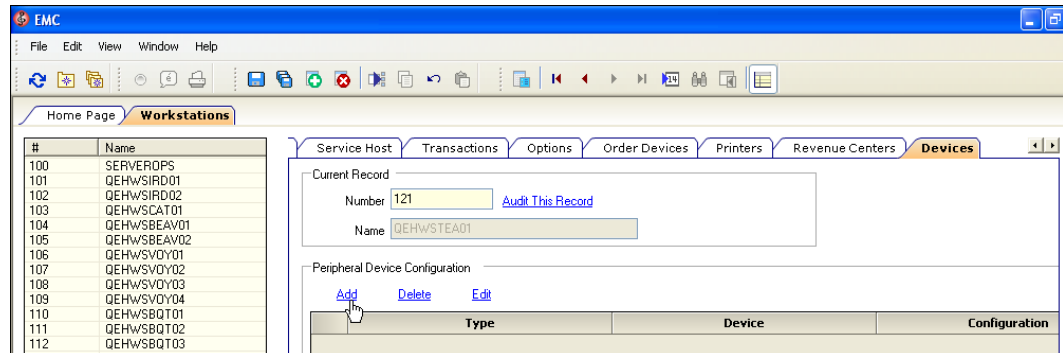 EMC
File Edit View Window Help
Home Page Workstations
# Name
100 SERVEROPS
101 QEHWSIRD01
102 QEHWSIRD02
103 QEHWSCAT01
104 QEHWSBEAV01
105 QEHWSBEAV02
106 QEHWSVOY01
107 QEHWSVOY02
108 QEHWSVOY03
109 QEHWSVOY04
110 QEHWSBQT01
111 QEHWSBQT02
112 QEHWSBQT03
Service Host Transactions Options Order Devices Printers Revenue Centers Devices
Current Record
Number 121 Audit This Record
Name QEHWSTEA01
Peripheral Device Configuration
Add Delete Edit
Type Device Configuration